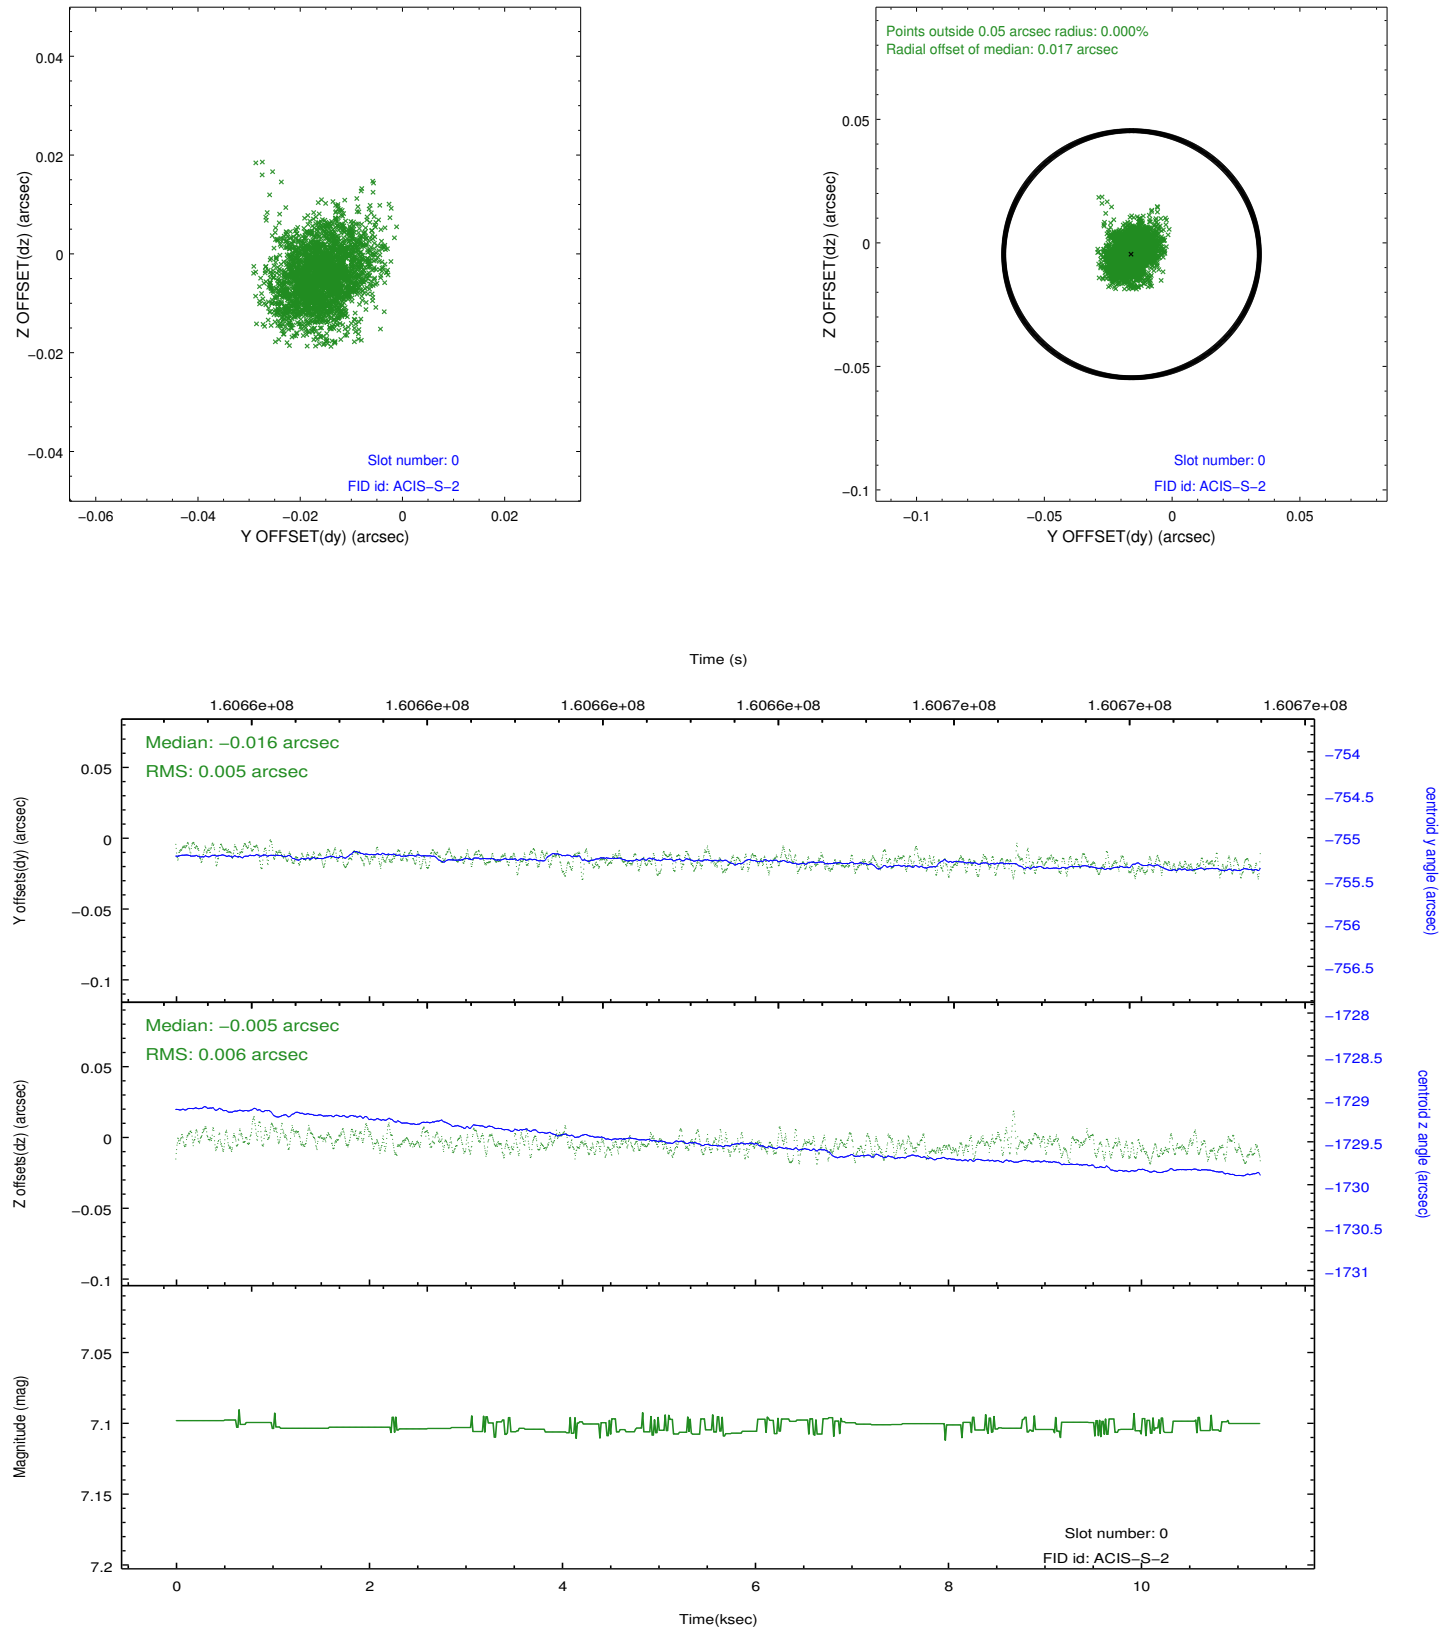 0.04
0.02
0
−0.02
−0.04
Z OFFSET(dz) (arcsec)
Slot number: 0
FID id: ACIS−S−2
−0.06
−0.04
−0.02
0
0.02
Y OFFSET(dy) (arcsec)
Points outside 0.05 arcsec radius: 0.000%
Radial offset of median: 0.017 arcsec
0.05
0
−0.05
−0.1
Z OFFSET(dz) (arcsec)
Slot number: 0
FID id: ACIS−S−2
−0.1
−0.05
0
0.05
Y OFFSET(dy) (arcsec)
Time (s)
1.6066e+08
1.6066e+08
1.6066e+08
1.6066e+08
1.6067e+08
1.6067e+08
1.6067e+08
Median: −0.016 arcsec
RMS: 0.005 arcsec
0.05
0
−0.05
−0.1
Y offsets(dy) (arcsec)
−754
−754.5
−755
−755.5
−756
−756.5
centroid y angle (arcsec)
Median: −0.005 arcsec
RMS: 0.006 arcsec
0.05
0
−0.05
−0.1
Z offsets(dz) (arcsec)
−1728
−1728.5
−1729
−1729.5
−1730
−1730.5
−1731
centroid z angle (arcsec)
7.05
7.1
7.15
7.2
Magnitude (mag)
Slot number: 0
FID id: ACIS−S−2
0
2
4
6
8
10
Time(ksec)